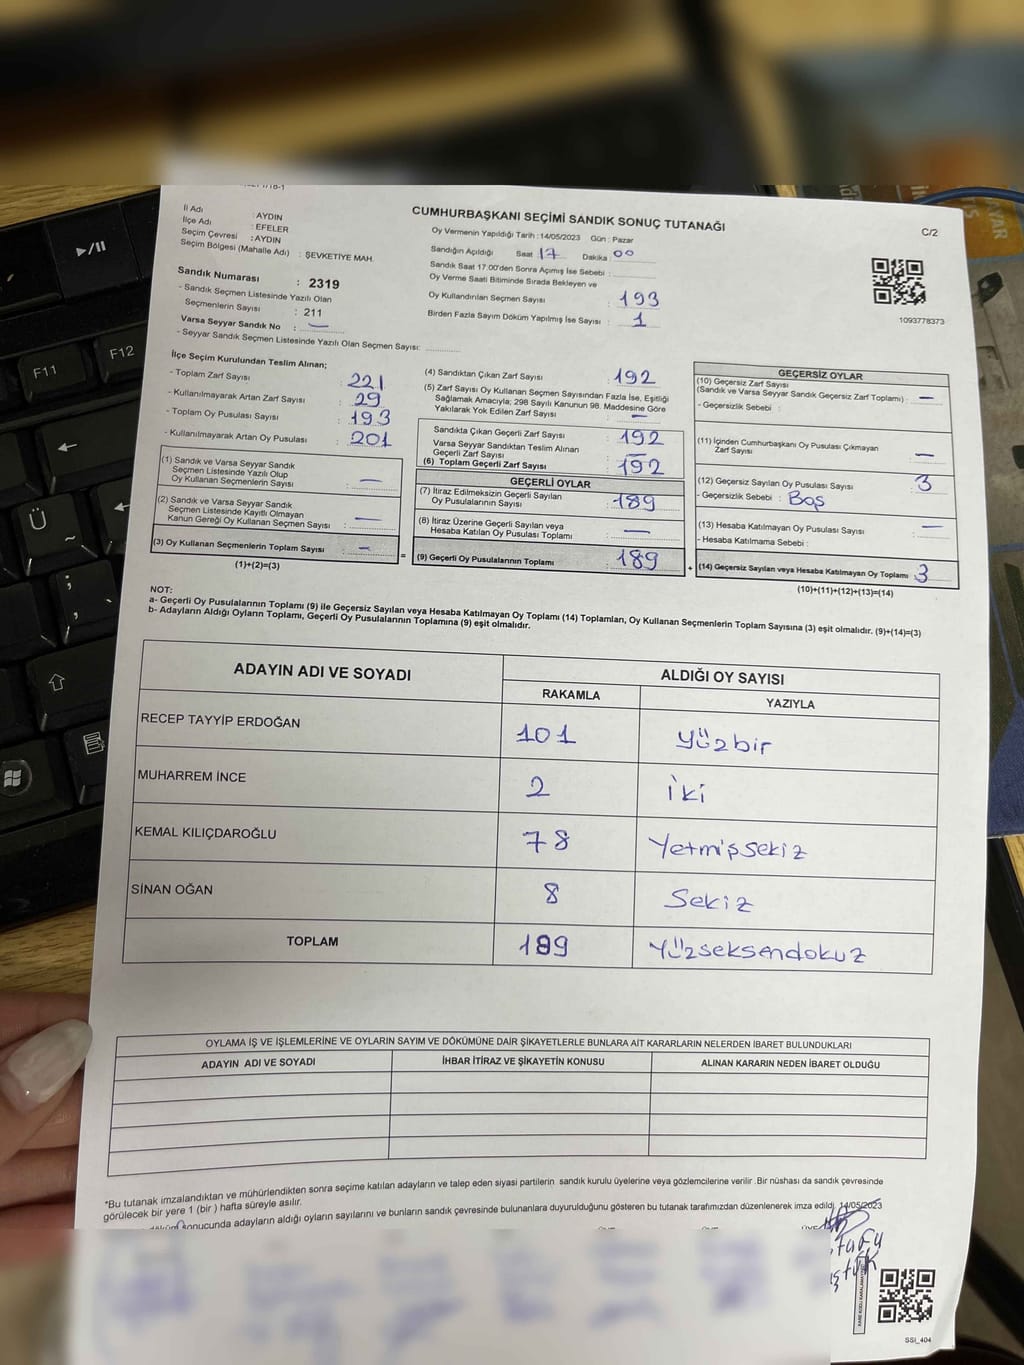 CUMHURBAŞKANI SEÇİMİ SANDIK SONUÇ TUTANAĞI
C/2
İl Adı : AYDIN
İlçe Adı : EFELER
Seçim Çevresi : AYDIN
Seçim Bölgesi (Mahalle Adı) : ŞEVKETİYE MAH.
Sandık Numarası : 2319
- Sandık Seçmen Listesinde Yazılı Olan
Seçmenlerin Sayısı : 211
Varsa Seyyar Sandık No : —
- Seyyar Sandık Seçmen Listesinde Yazılı Olan Seçmen Sayısı:
Oy Vermenin Yapıldığı Tarih : 14/05/2023 Gün : Pazar
Sandığın Açıldığı Saat 17 Dakika 00
Sandık Saat 17.00'den Sonra Açımış İse Sebebi :
Oy Verme Saati Bitiminde Sırada Bekleyen ve
Oy Kullandırılan Seçmen Sayısı : 193
Birden Fazla Sayım Döküm Yapılmış İse Sayısı : 1
1093778373
İlçe Seçim Kurulundan Teslim Alınan;
- Toplam Zarf Sayısı : 221
- Kullanılmayarak Artan Zarf Sayısı : 29
- Toplam Oy Pusulası Sayısı : 193
- Kullanılmayarak Artan Oy Pusulası : 201
(1) Sandık ve Varsa Seyyar Sandık
Seçmen Listesinde Yazılı Olup
Oy Kullanan Seçmenlerin Sayısı : —
(2) Sandık ve Varsa Seyyar Sandık
Seçmen Listesinde Kayıtlı Olmayan
Kanun Gereği Oy Kullanan Seçmen Sayısı : —
(3) Oy Kullanan Seçmenlerin Toplam Sayısı : —
(1)+(2)=(3)
=
(4) Sandıktan Çıkan Zarf Sayısı : 192
(5) Zarf Sayısı Oy Kullanan Seçmen Sayısından Fazla İse, Eşitliği
Sağlamak Amacıyla; 298 Sayılı Kanunun 98. Maddesine Göre
Yakılarak Yok Edilen Zarf Sayısı : —
Sandıkta Çıkan Geçerli Zarf Sayısı : 192
Varsa Seyyar Sandıktan Teslim Alınan
Geçerli Zarf Sayısı : —
(6) Toplam Geçerli Zarf Sayısı : 192
GEÇERLİ OYLAR
(7) İtiraz Edilmeksizin Geçerli Sayılan
Oy Pusulalarının Sayısı : 189
(8) İtiraz Üzerine Geçerli Sayılan veya
Hesaba Katılan Oy Pusulası Toplamı : —
(9) Geçerli Oy Pusulalarının Toplamı : 189
+
GEÇERSİZ OYLAR
(10) Geçersiz Zarf Sayısı
(Sandık ve Varsa Seyyar Sandık Geçersiz Zarf Toplamı) : —
- Geçersizlik Sebebi :
(11) İçinden Cumhurbaşkanı Oy Pusulası Çıkmayan
Zarf Sayısı : —
(12) Geçersiz Sayılan Oy Pusulası Sayısı : 3
- Geçersizlik Sebebi : Boş
(13) Hesaba Katılmayan Oy Pusulası Sayısı : —
- Hesaba Katılmama Sebebi :
(14) Geçersiz Sayılan veya Hesaba Katılmayan Oy Toplamı : 3
(10)+(11)+(12)+(13)=(14)
NOT:
a- Geçerli Oy Pusulalarının Toplamı (9) ile Geçersiz Sayılan veya Hesaba Katılmayan Oy Toplamı (14) Toplamları, Oy Kullanan Seçmenlerin Toplam Sayısına (3) eşit olmalıdır. (9)+(14)=(3)
b- Adayların Aldığı Oyların Toplamı, Geçerli Oy Pusulalarının Toplamına (9) eşit olmalıdır.
ADAYIN ADI VE SOYADI ALDIĞI OY SAYISI
RAKAMLA YAZIYLA
RECEP TAYYİP ERDOĞAN 101 yüzbir
MUHARREM İNCE 2 iki
KEMAL KILIÇDAROĞLU 78 Yetmişsekiz
SİNAN OĞAN 8 Sekiz
TOPLAM 189 yüzseksendokuz
OYLAMA İŞ VE İŞLEMLERİNE VE OYLARIN SAYIM VE DÖKÜMÜNE DAİR ŞİKAYETLERLE BUNLARA AİT KARARLARIN NELERDEN İBARET BULUNDUKLARI
ADAYIN ADI VE SOYADI İHBAR İTİRAZ VE ŞİKAYETİN KONUSU ALINAN KARARIN NEDEN İBARET OLDUĞU
*Bu tutanak imzalandıktan ve mühürlendikten sonra seçime katılan adayların ve talep eden siyasi partilerin sandık kurulu üyelerine veya gözlemcilerine verilir. Bir nüshası da sandık çevresinde
görülecek bir yere 1 (bir) hafta süreyle asılır.
sonucunda adayların aldığı oyların sayılarını ve bunların sandık çevresinde bulunanlara duyurulduğunu gösteren bu tutanak tarafımızdan düzenlenerek imza edildi. 14/05/2023
SSI_404
F11
F12
Ü
~
;
,